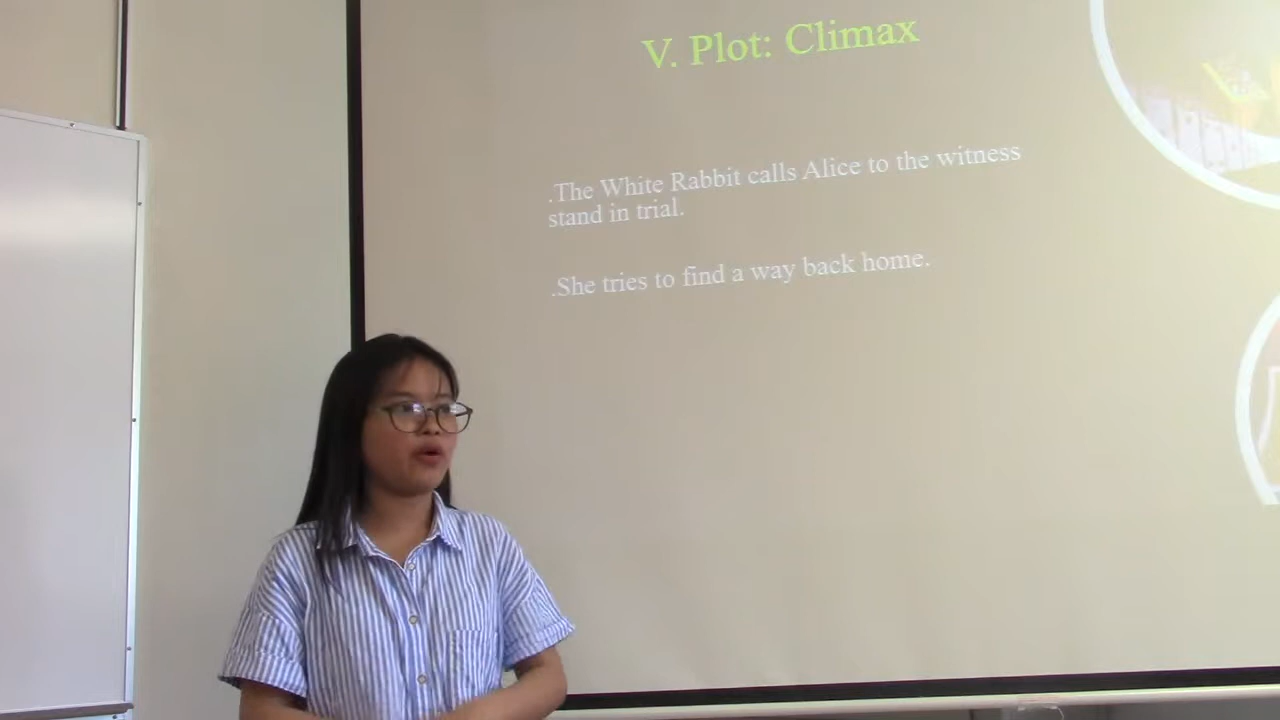 V. Plot: Climax
.The White Rabbit calls Alice to the witness
stand in trial.
.She tries to find a way back home.